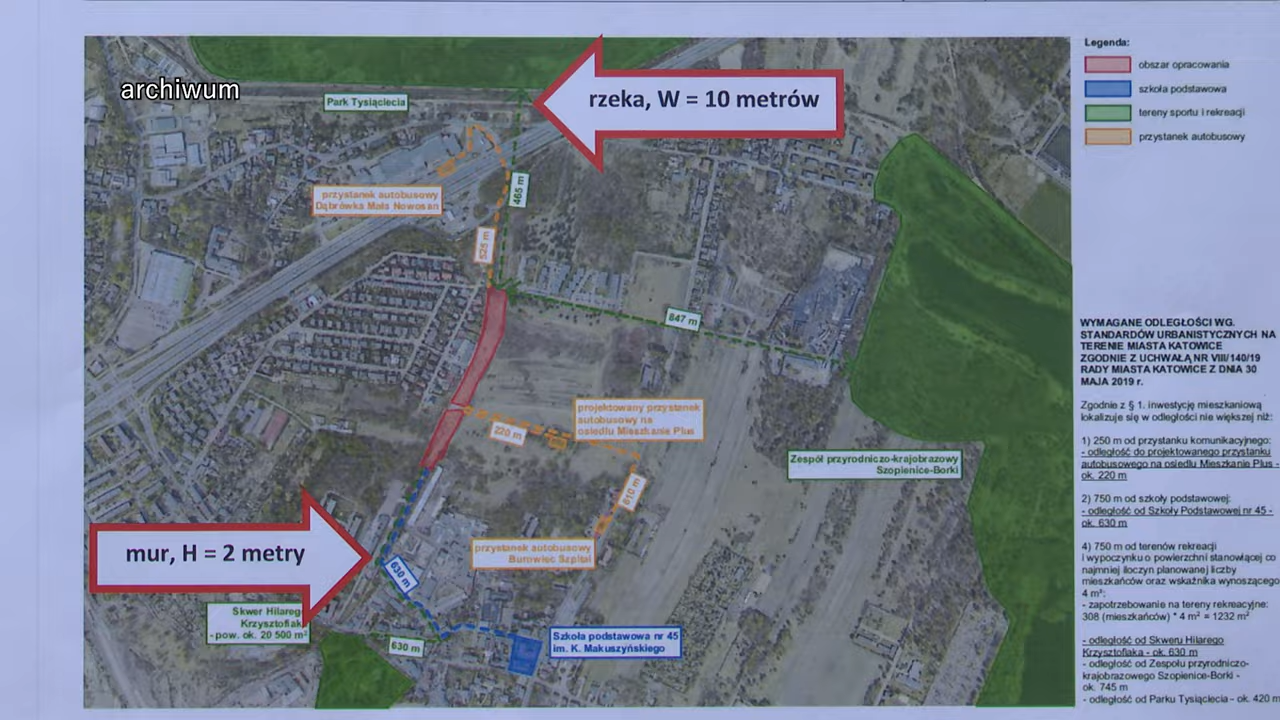 archiwum
Park Tysiąclecia
rzeka, W = 10 metrów
przystanek autobusowy
Dąbrówka Mała Nowosan
465 m
525 m
847 m
projektowany przystanek
autobusowy na
osiedlu Mieszkanie Plus
220 m
Zespół przyrodniczo-krajobrazowy
Szopienice-Borki
610 m
mur, H = 2 metry
przystanek autobusowy
Burowiec Szpital
630 m
Skwer Hilarego
Krzysztofiaka
- pow. ok. 20 500 m²
630 m
Szkoła podstawowa nr 45
im. K. Makuszyńskiego
Legenda:
obszar opracowania
szkoła podstawowa
tereny sportu i rekreacji
przystanek autobusowy
WYMAGANE ODLEGŁOŚCI WG.
STANDARDÓW URBANISTYCZNYCH NA
TERENIE MIASTA KATOWICE
ZGODNIE Z UCHWAŁĄ NR VIII/140/19
RADY MIASTA KATOWICE Z DNIA 30
MAJA 2019 r.
Zgodnie z § 1. inwestycję mieszkaniową
lokalizuje się w odległości nie większej niż:
1) 250 m od przystanku komunikacyjnego:
- odległość do projektowanego przystanku
autobusowego na osiedlu Mieszkanie Plus -
ok. 220 m
2) 750 m od szkoły podstawowej:
- odległość od Szkoły Podstawowej nr 45 -
ok. 630 m
4) 750 m od terenów rekreacji
i wypoczynku o powierzchni stanowiącej co
najmniej iloczyn planowanej liczby
mieszkańców oraz wskaźnika wynoszącego
4 m²:
- zapotrzebowanie na tereny rekreacyjne:
308 (mieszkańców) * 4 m² = 1232 m²
- odległość od Skweru Hilarego
Krzysztofiaka - ok. 630 m
- odległość od Zespołu przyrodniczo-
krajobrazowego Szopienice-Borki -
ok. 745 m
- odległość od Parku Tysiąclecia - ok. 420 m